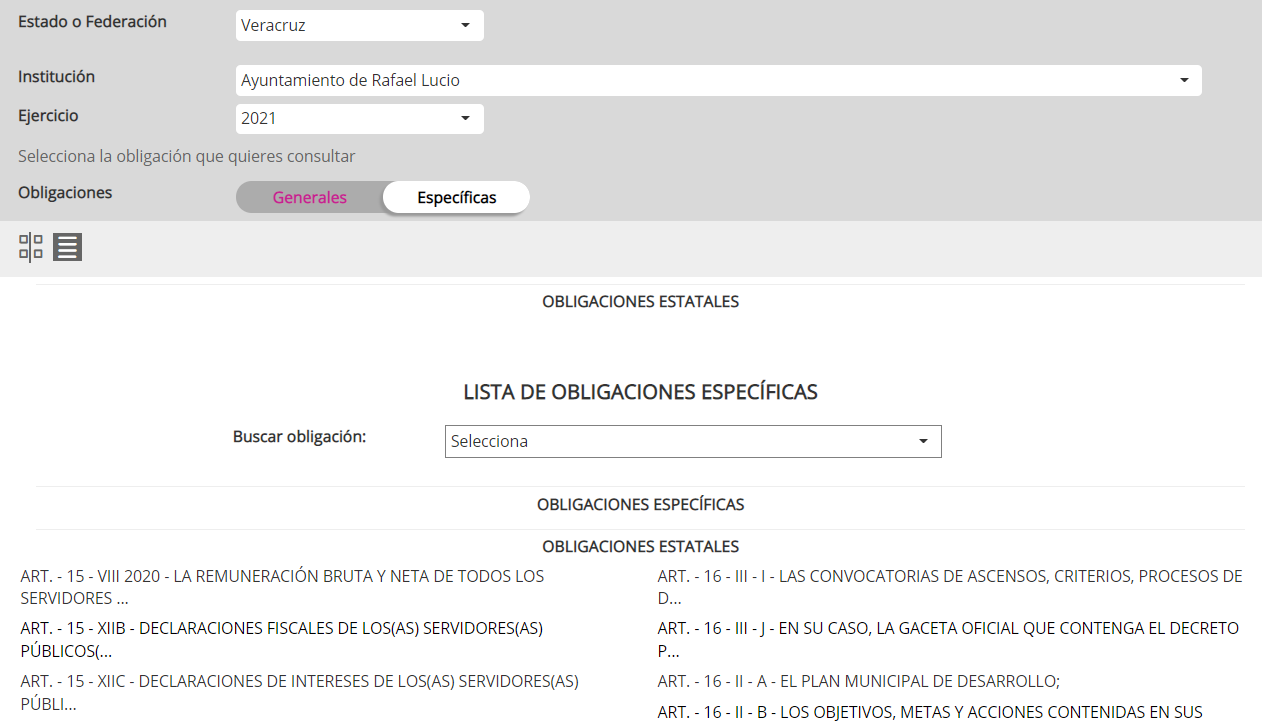 Estado o Federación
Veracruz
Institución
Ayuntamiento de Rafael Lucio
Ejercicio
2021
Selecciona la obligación que quieres consultar
Obligaciones
Generales
Específicas
OBLIGACIONES ESTATALES
LISTA DE OBLIGACIONES ESPECÍFICAS
Buscar obligación:
Selecciona
OBLIGACIONES ESPECÍFICAS
OBLIGACIONES ESTATALES
ART. - 15 - VIII 2020 - LA REMUNERACIÓN BRUTA Y NETA DE TODOS LOS
SERVIDORES ...
ART. - 15 - XIIB - DECLARACIONES FISCALES DE LOS(AS) SERVIDORES(AS)
PÚBLICOS(...
ART. - 15 - XIIC - DECLARACIONES DE INTERESES DE LOS(AS) SERVIDORES(AS)
PÚBLI...
ART. - 16 - III - I - LAS CONVOCATORIAS DE ASCENSOS, CRITERIOS, PROCESOS DE
D...
ART. - 16 - III - J - EN SU CASO, LA GACETA OFICIAL QUE CONTENGA EL DECRETO
P...
ART. - 16 - II - A - EL PLAN MUNICIPAL DE DESARROLLO;
ART. - 16 - II - B - LOS OBJETIVOS, METAS Y ACCIONES CONTENIDAS EN SUS